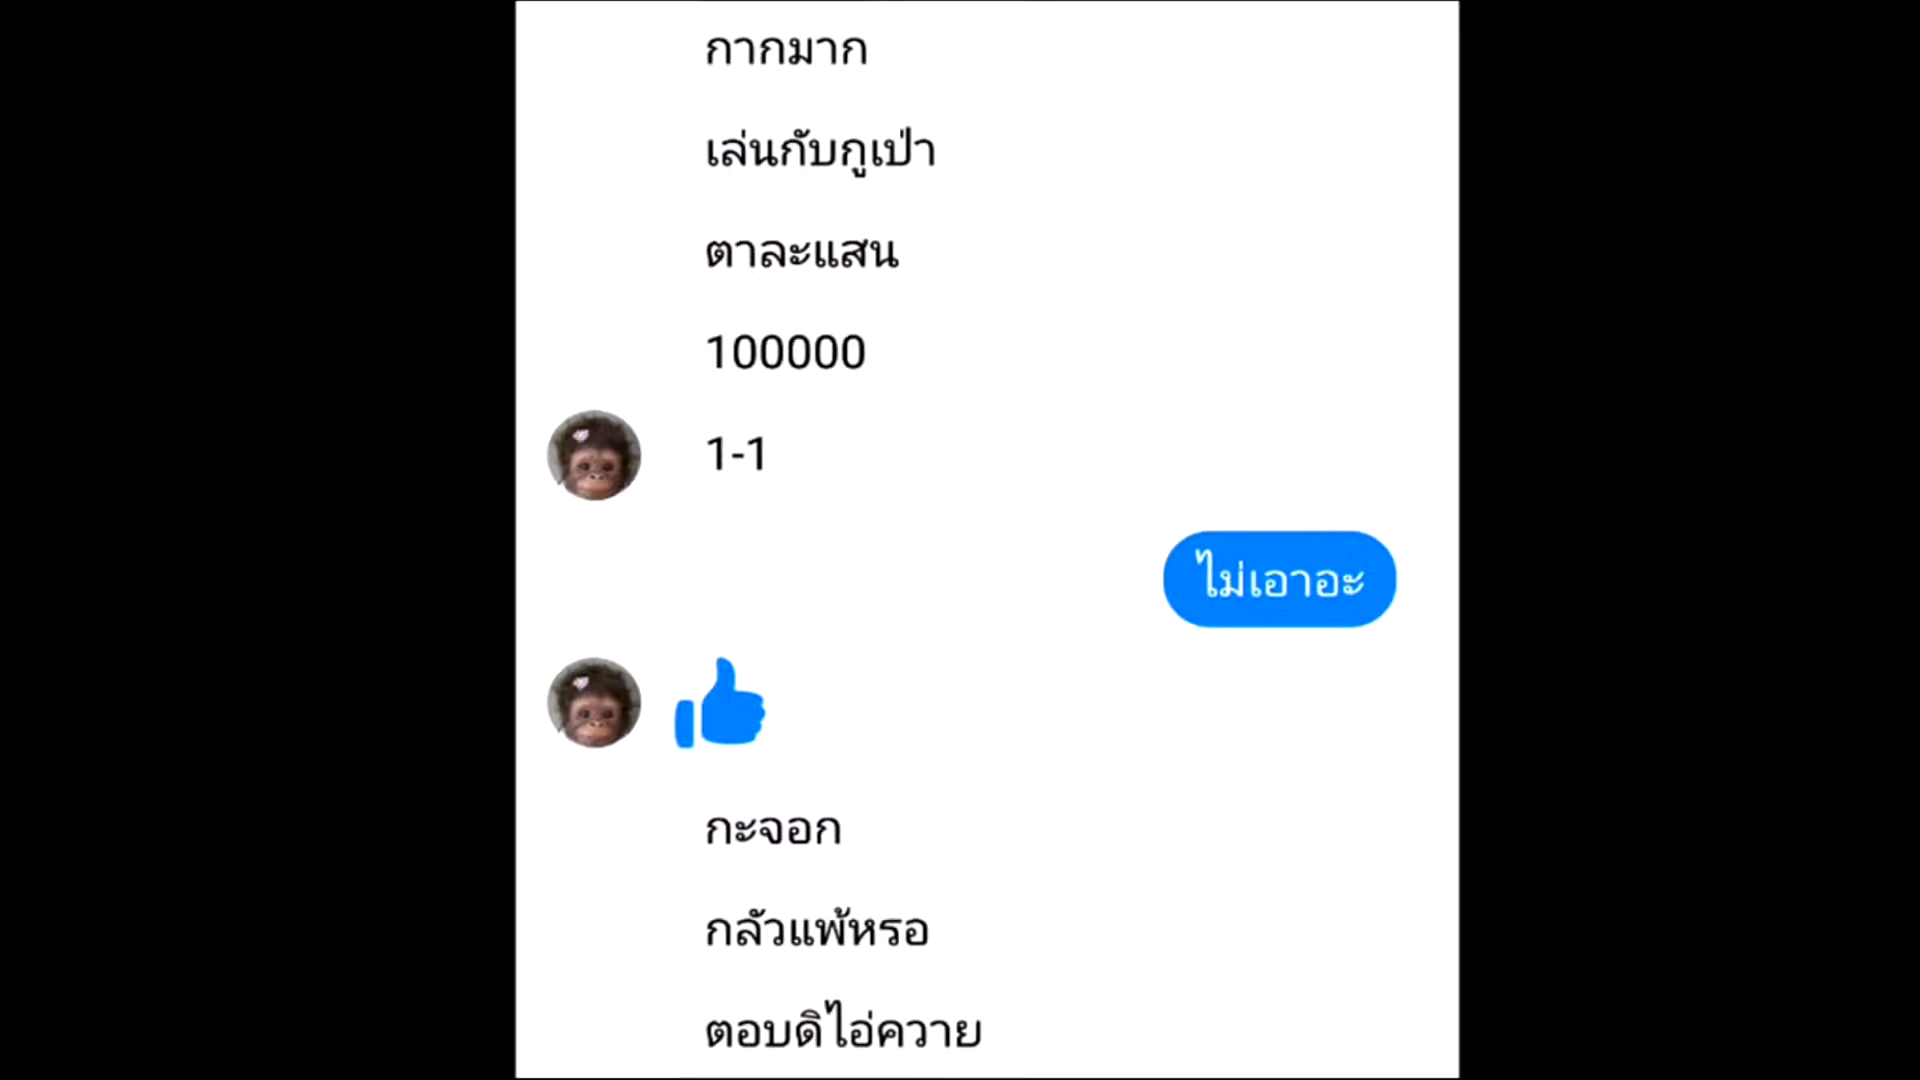 กากมาก
เล่นกับกูเป่า
ตาละแสน
100000
1-1
ไม่เอาอะ
กะจอก
กลัวแพ้หรอ
ตอบดิไอ่ควาย